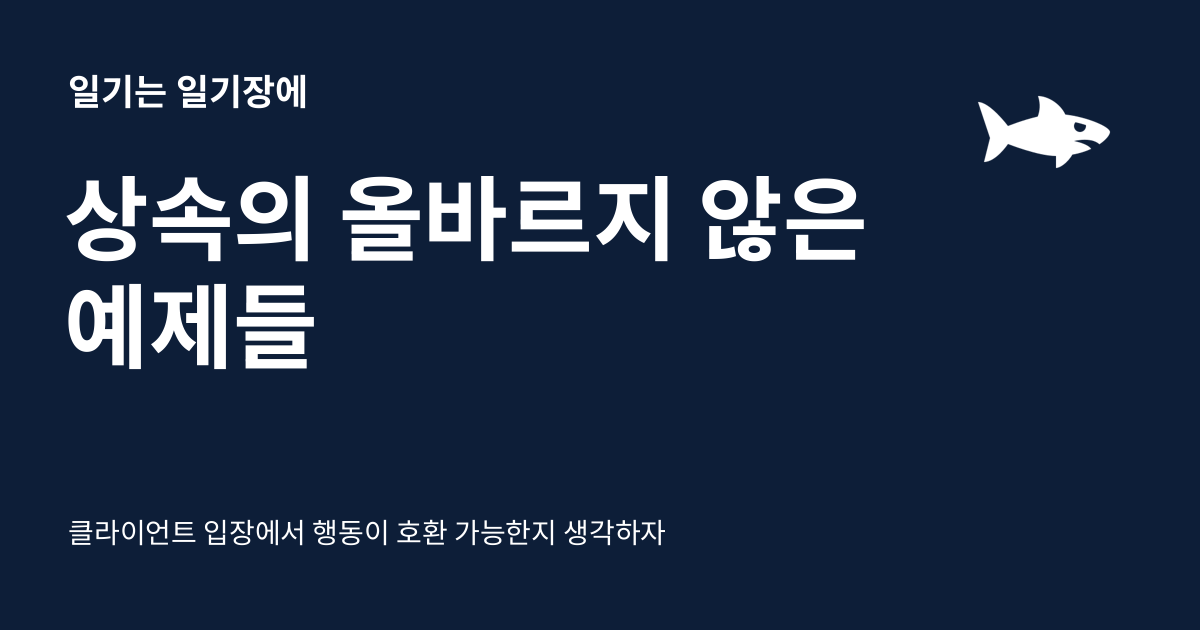 일기는 일기장에
상속의 올바르지 않은
예제들
클라이언트 입장에서 행동이 호환 가능한지 생각하자